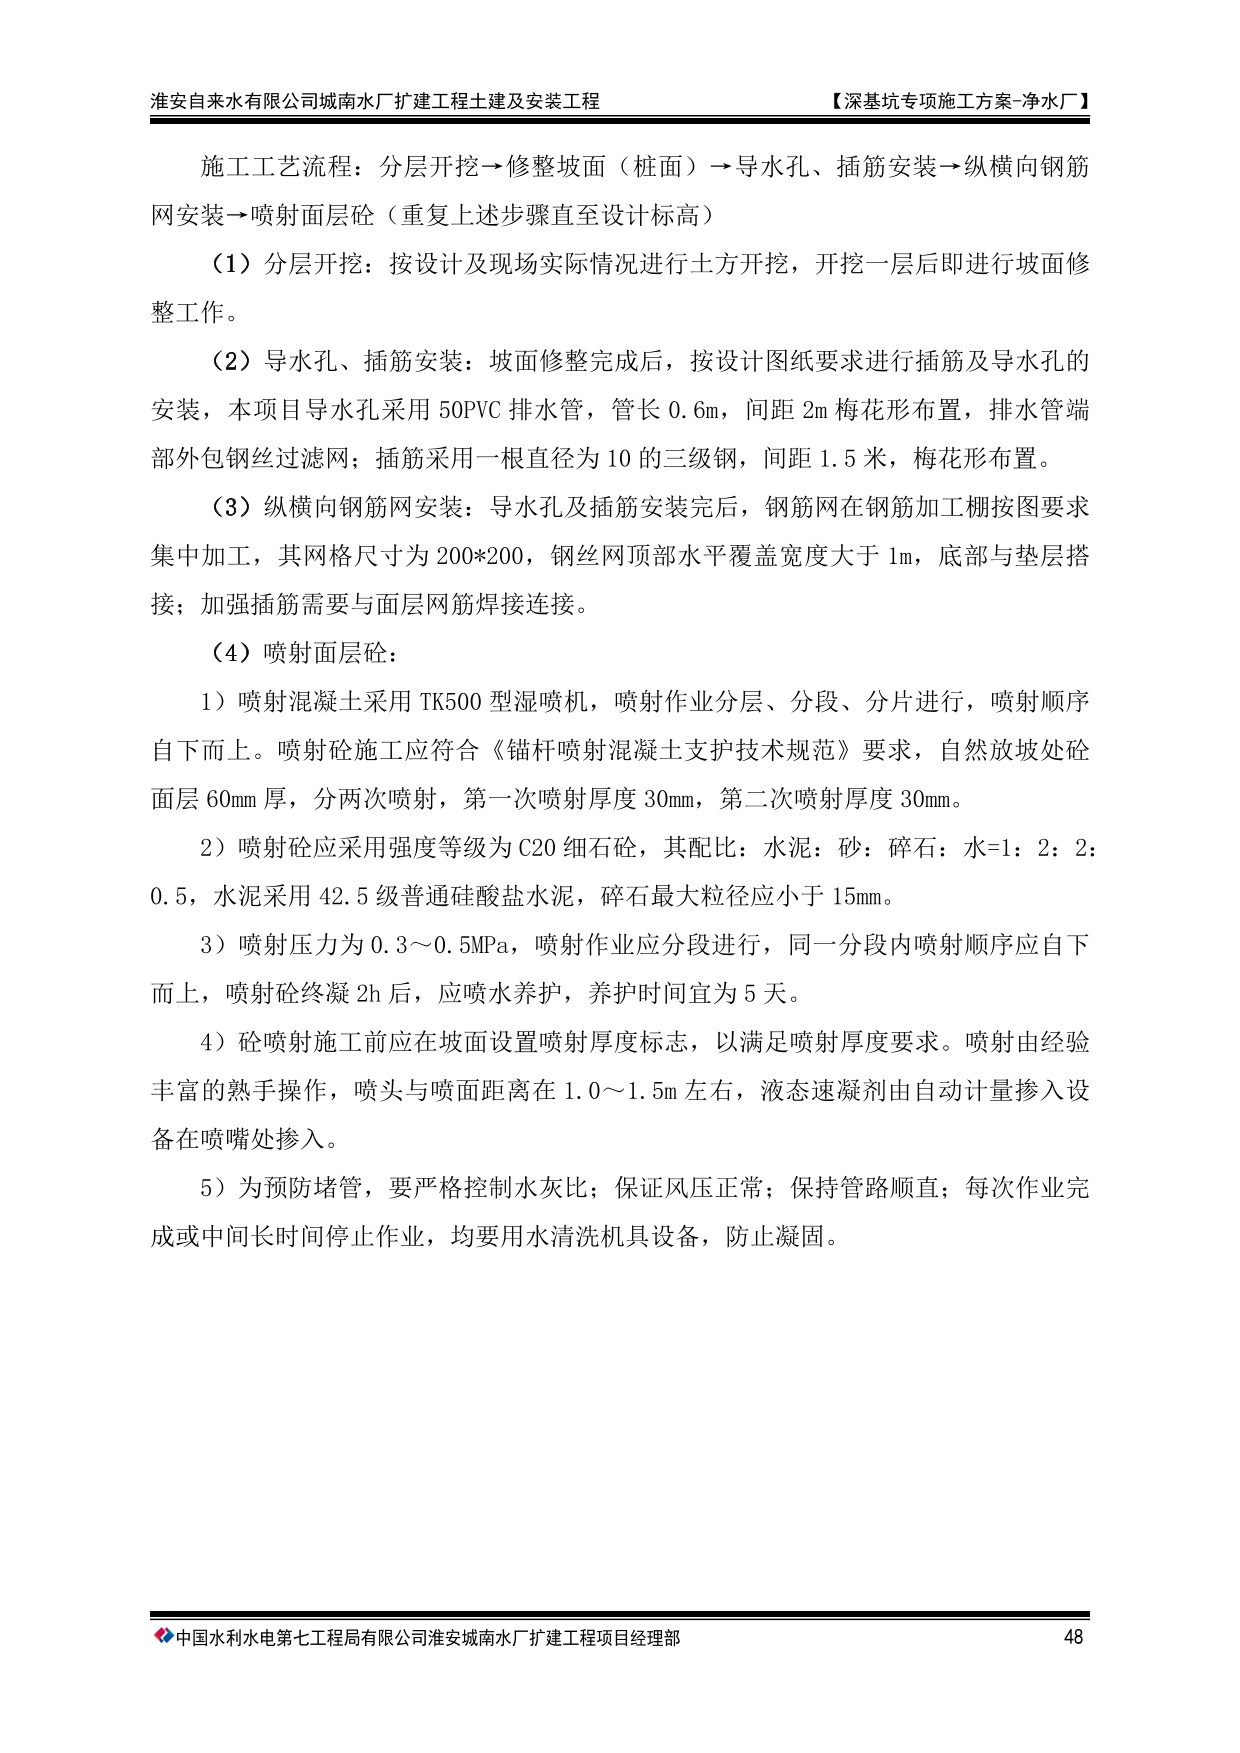 淮安自来水有限公司城南水厂扩建工程土建及安装工程 【深基坑专项施工方案-净水厂】
施工工艺流程：分层开挖→修整坡面（桩面）→导水孔、插筋安装→纵横向钢筋
网安装→喷射面层砼（重复上述步骤直至设计标高）
（1）分层开挖：按设计及现场实际情况进行土方开挖，开挖一层后即进行坡面修
整工作。
（2）导水孔、插筋安装：坡面修整完成后，按设计图纸要求进行插筋及导水孔的
安装，本项目导水孔采用 50PVC 排水管，管长 0.6m，间距 2m 梅花形布置，排水管端
部外包钢丝过滤网；插筋采用一根直径为 10 的三级钢，间距 1.5 米，梅花形布置。
（3）纵横向钢筋网安装：导水孔及插筋安装完后，钢筋网在钢筋加工棚按图要求
集中加工，其网格尺寸为 200*200，钢丝网顶部水平覆盖宽度大于 1m，底部与垫层搭
接；加强插筋需要与面层网筋焊接连接。
（4）喷射面层砼：
1）喷射混凝土采用 TK500 型湿喷机，喷射作业分层、分段、分片进行，喷射顺序
自下而上。喷射砼施工应符合《锚杆喷射混凝土支护技术规范》要求，自然放坡处砼
面层 60mm 厚，分两次喷射，第一次喷射厚度 30mm，第二次喷射厚度 30mm。
2）喷射砼应采用强度等级为 C20 细石砼，其配比：水泥：砂：碎石：水=1：2：2：
0.5，水泥采用 42.5 级普通硅酸盐水泥，碎石最大粒径应小于 15mm。
3）喷射压力为 0.3～0.5MPa，喷射作业应分段进行，同一分段内喷射顺序应自下
而上，喷射砼终凝 2h 后，应喷水养护，养护时间宜为 5 天。
4）砼喷射施工前应在坡面设置喷射厚度标志，以满足喷射厚度要求。喷射由经验
丰富的熟手操作，喷头与喷面距离在 1.0～1.5m 左右，液态速凝剂由自动计量掺入设
备在喷嘴处掺入。
5）为预防堵管，要严格控制水灰比；保证风压正常；保持管路顺直；每次作业完
成或中间长时间停止作业，均要用水清洗机具设备，防止凝固。
中国水利水电第七工程局有限公司淮安城南水厂扩建工程项目经理部 48